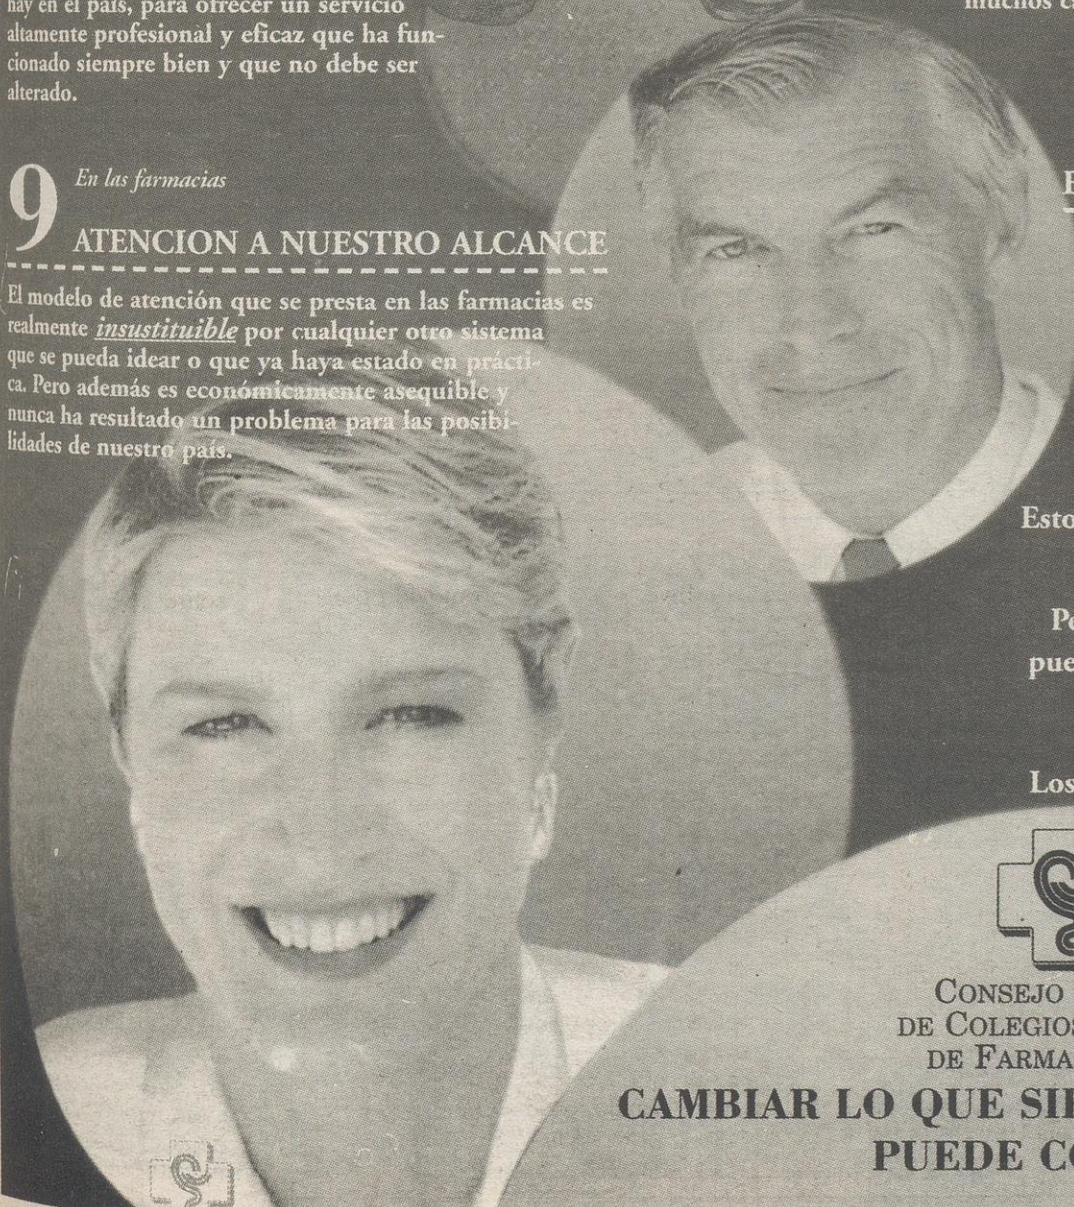 hay en el país, para ofrecer un servicio
altamente profesional y eficaz que ha fun-
cionado siempre bien y que no debe ser
alterado.
9
En las farmacias
ATENCION A NUESTRO ALCANCE
El modelo de atención que se presta en las farmacias es
realmente insustituible por cualquier otro sistema
que se pueda idear o que ya haya estado en prácti-
ca. Pero además es económicamente asequible y
nunca ha resultado un problema para las posibi-
lidades de nuestro país.
muchos
Esto
pue
Los
CONSEJO
DE COLEGIOS
DE FARMA
CAMBIAR LO QUE SI
PUEDE CO